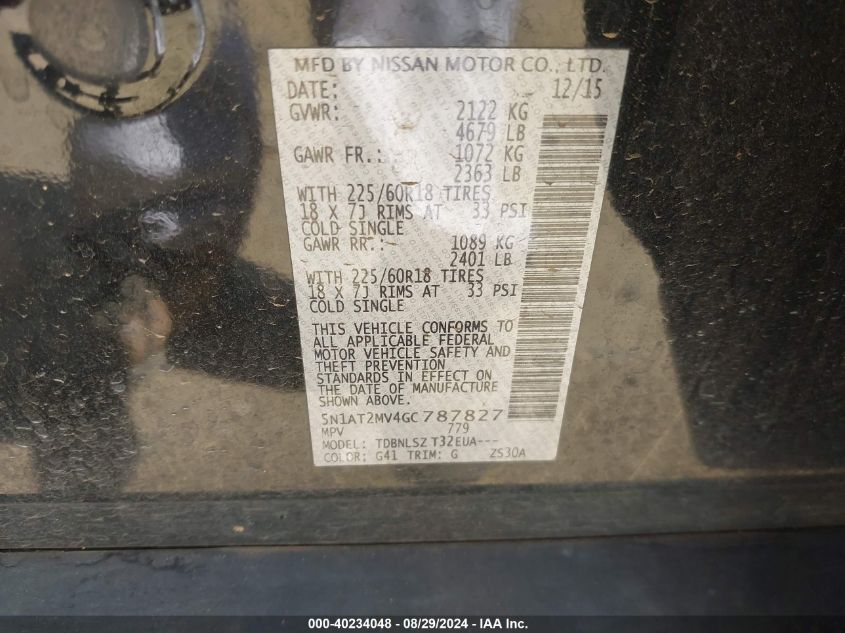 MFD BY NISSAN MOTOR CO., LTD.
DATE: 12/15
GVWR: 2122 KG
4679 LB
GAWR FR.: 1072 KG
2363 LB
WITH 225/60R18 TIRES
18 X 7J RIMS AT 33 PSI
COLD SINGLE
GAWR RR.: 1089 KG
2401 LB
WITH 225/60R18 TIRES
18 X 7J RIMS AT 33 PSI
COLD SINGLE
THIS VEHICLE CONFORMS TO
ALL APPLICABLE FEDERAL
MOTOR VEHICLE SAFETY AND
THEFT PREVENTION
STANDARDS IN EFFECT ON
THE DATE OF MANUFACTURE
SHOWN ABOVE.
5N1AT2MV4GC787827
MPV 779
MODEL: TDBNLSZ T32EUA---
COLOR: G41 TRIM: G ZS30A
000-40234048 - 08/29/2024 - IAA Inc.